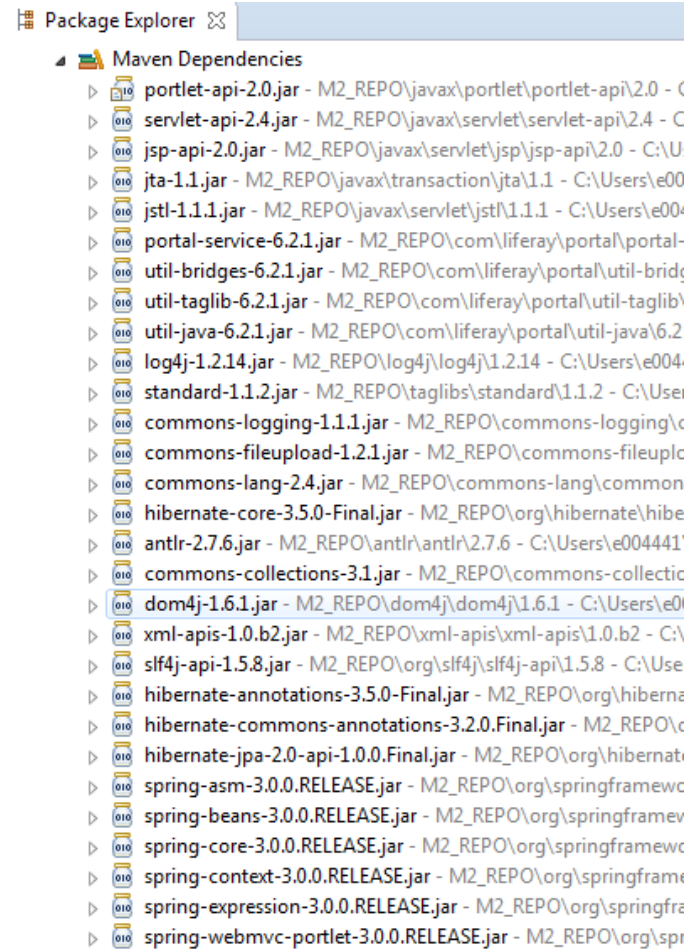 Package Explorer
Maven Dependencies
portlet-api-2.0.jar - M2_REPO\javax\portlet\portlet-api\2.0 -
servlet-api-2.4.jar - M2_REPO\javax\servlet\servlet-api\2.4 - C
jsp-api-2.0.jar - M2_REPO\javax\servlet\jsp\jsp-api\2.0 - C:\U
jta-1.1.jar - M2_REPO\javax\transaction\jta\1.1 - C:\Users\e00
jstl-1.1.1.jar - M2_REPO\javax\servlet\jstl\1.1.1 - C:\Users\e004
portal-service-6.2.1.jar - M2_REPO\com\liferay\portal\portal-
util-bridges-6.2.1.jar - M2_REPO\com\liferay\portal\util-bridg
util-taglib-6.2.1.jar - M2_REPO\com\liferay\portal\util-taglib\
util-java-6.2.1.jar - M2_REPO\com\liferay\portal\util-java\6.2
log4j-1.2.14.jar - M2_REPO\log4j\log4j\1.2.14 - C:\Users\e004
standard-1.1.2.jar - M2_REPO\taglibs\standard\1.1.2 - C:\User
commons-logging-1.1.1.jar - M2_REPO\commons-logging\c
commons-fileupload-1.2.1.jar - M2_REPO\commons-fileuplo
commons-lang-2.4.jar - M2_REPO\commons-lang\common
hibernate-core-3.5.0-Final.jar - M2_REPO\org\hibernate\hibe
antlr-2.7.6.jar - M2_REPO\antlr\antlr\2.7.6 - C:\Users\e004441\
commons-collections-3.1.jar - M2_REPO\commons-collectio
dom4j-1.6.1.jar - M2_REPO\dom4j\dom4j\1.6.1 - C:\Users\e00
xml-apis-1.0.b2.jar - M2_REPO\xml-apis\xml-apis\1.0.b2 - C:\
slf4j-api-1.5.8.jar - M2_REPO\org\slf4j\slf4j-api\1.5.8 - C:\Use
hibernate-annotations-3.5.0-Final.jar - M2_REPO\org\hiberna
hibernate-commons-annotations-3.2.0.Final.jar - M2_REPO\o
hibernate-jpa-2.0-api-1.0.0.Final.jar - M2_REPO\org\hibernate
spring-asm-3.0.0.RELEASE.jar - M2_REPO\org\springframewo
spring-beans-3.0.0.RELEASE.jar - M2_REPO\org\springframew
spring-core-3.0.0.RELEASE.jar - M2_REPO\org\springframewo
spring-context-3.0.0.RELEASE.jar - M2_REPO\org\springframe
spring-expression-3.0.0.RELEASE.jar - M2_REPO\org\springfra
spring-webmvc-portlet-3.0.0.RELEASE.jar - M2_REPO\org\spr